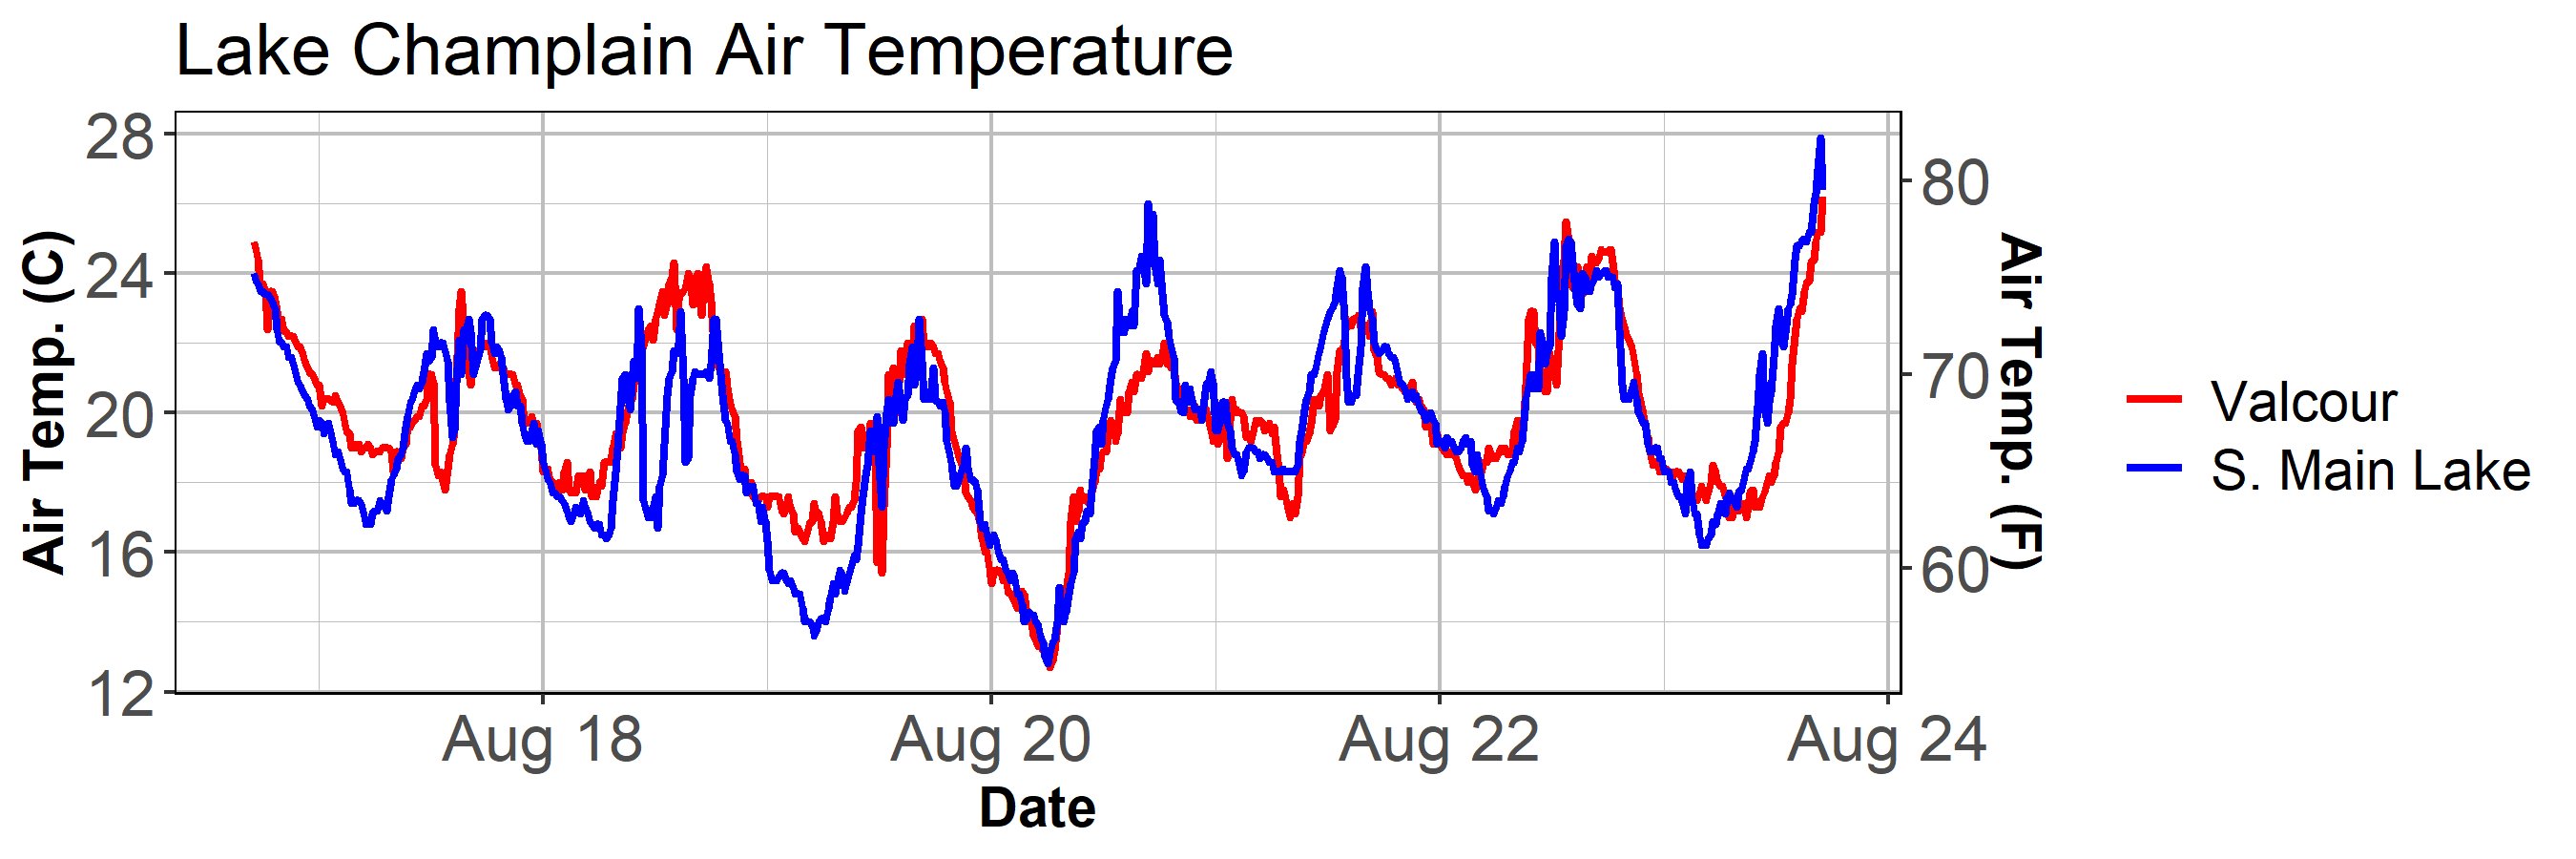 Lake Champlain Air Temperature
Air Temp. (C)
28
24
20
16
12
80
70
60
Air Temp. (F)
Aug 18
Aug 20
Aug 22
Aug 24
Date
Valcour
S. Main Lake